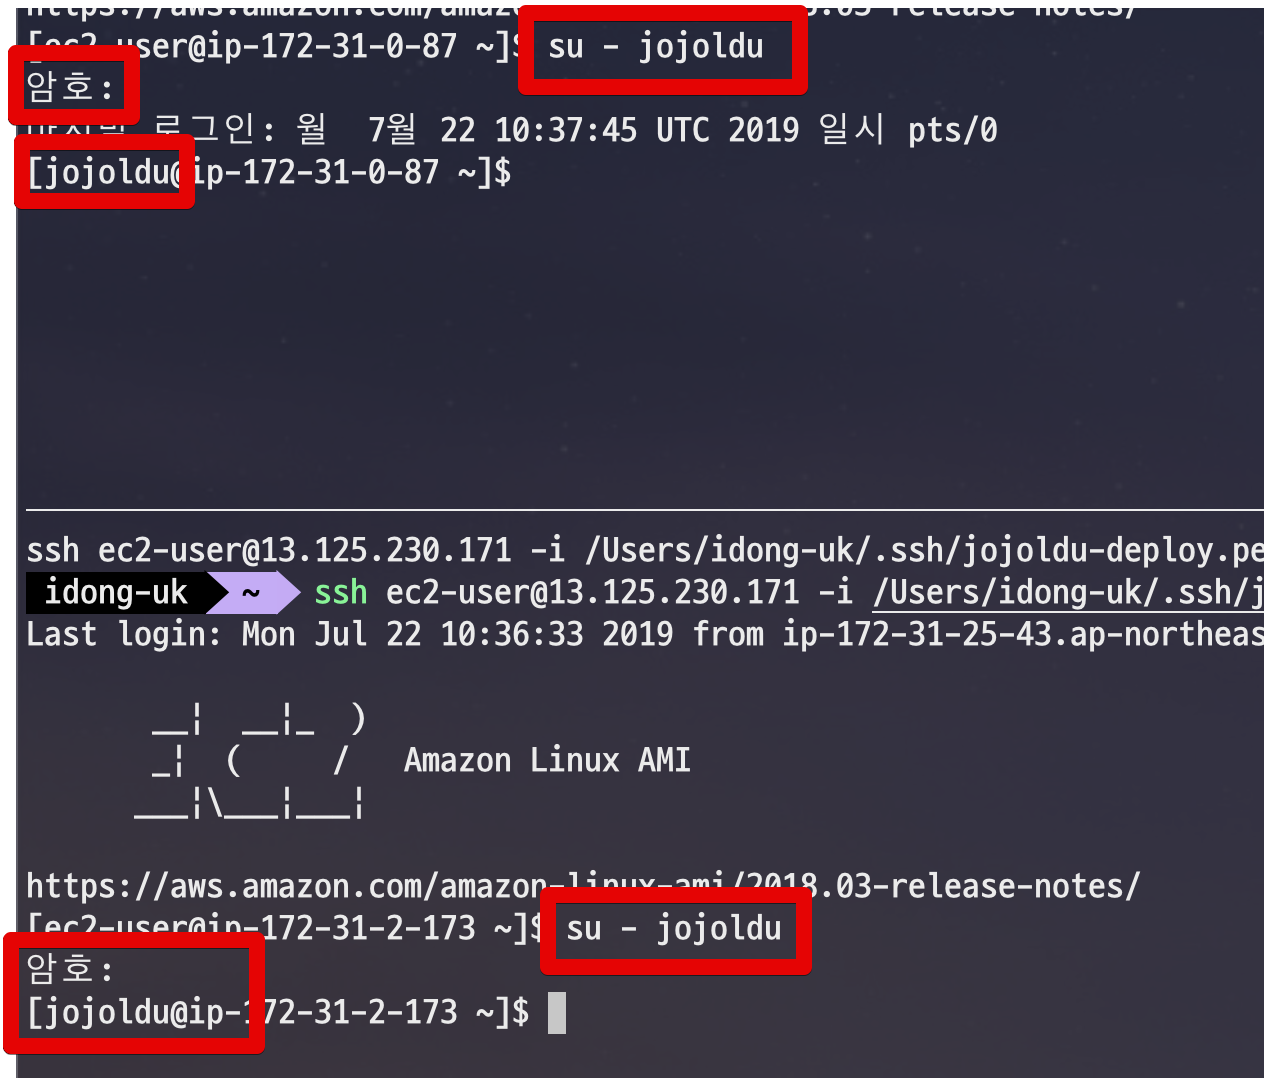 [ec2-user@ip-172-31-0-87 ~]$ su - jojoldu
암호:
마지막 로그인: 월  7월 22 10:37:45 UTC 2019 일시 pts/0
[jojoldu@ip-172-31-0-87 ~]$
ssh ec2-user@13.125.230.171 -i /Users/idong-uk/.ssh/jojoldu-deploy.pe
idong-uk ~ ssh ec2-user@13.125.230.171 -i /Users/idong-uk/.ssh/j
Last login: Mon Jul 22 10:36:33 2019 from ip-172-31-25-43.ap-northeas
__|  __|_  )
_|  (     /   Amazon Linux AMI
___|\___|___|
https://aws.amazon.com/amazon-linux-ami/2018.03-release-notes/
[ec2-user@ip-172-31-2-173 ~]$ su - jojoldu
암호:
[jojoldu@ip-172-31-2-173 ~]$